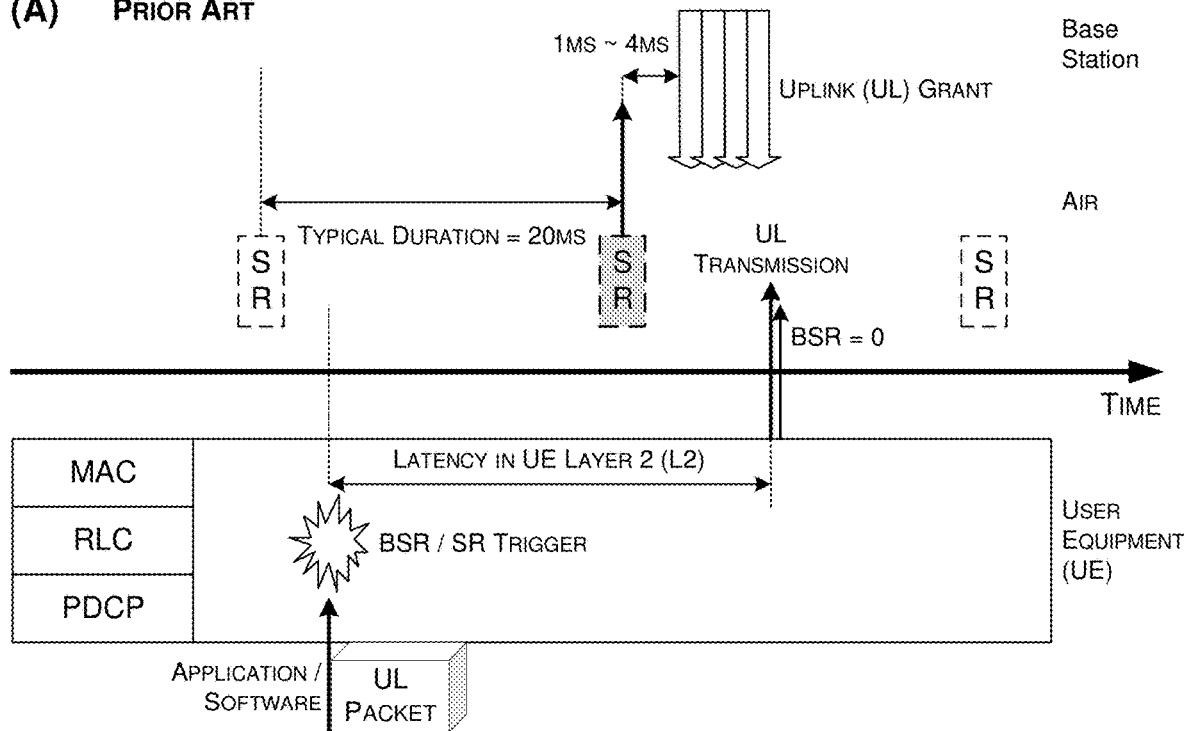 (A) PRIOR ART
1MS ~ 4MS
Base
Station
UPLINK (UL) GRANT
AIR
TYPICAL DURATION = 20MS
UL
TRANSMISSION
S
R
S
R
S
R
BSR = 0
TIME
MAC
LATENCY IN UE LAYER 2 (L2)
RLC
BSR / SR TRIGGER
USER
EQUIPMENT
(UE)
PDCP
APPLICATION /
SOFTWARE
UL
PACKET